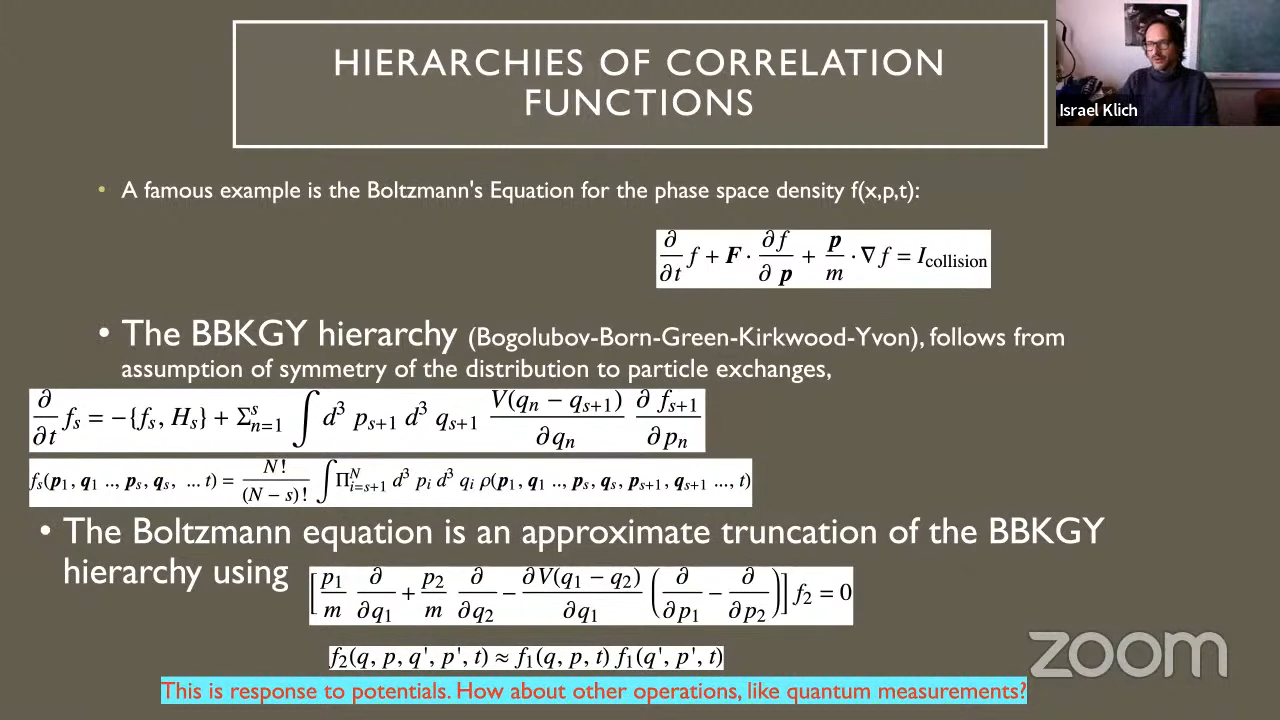 HIERARCHIES OF CORRELATION
FUNCTIONS
Israel Klich
• A famous example is the Boltzmann's Equation for the phase space density f(x,p,t):
∂/∂t f + F · ∂f/∂p + p/m · ∇f = I_collision
• The BBKGY hierarchy (Bogolubov-Born-Green-Kirkwood-Yvon), follows from
assumption of symmetry of the distribution to particle exchanges,
∂/∂t f_s = −{f_s, H_s} + Σ_{n=1}^s ∫ d³ p_{s+1} d³ q_{s+1} V(q_n − q_{s+1})/∂q_n ∂ f_{s+1}/∂p_n
f_s(p_1, q_1 .., p_s, q_s, ... t) = N!/(N − s)! ∫ Π_{i=s+1}^N d³ p_i d³ q_i ρ(p_1, q_1 .., p_s, q_s, p_{s+1}, q_{s+1} ..., t)
• The Boltzmann equation is an approximate truncation of the BBKGY
hierarchy using
[p_1/m ∂/∂q_1 + p_2/m ∂/∂q_2 − ∂V(q_1 − q_2)/∂q_1 (∂/∂p_1 − ∂/∂p_2)] f_2 = 0
f_2(q, p, q', p', t) ≈ f_1(q, p, t) f_1(q', p', t)
This is response to potentials. How about other operations, like quantum measurements?
zoom